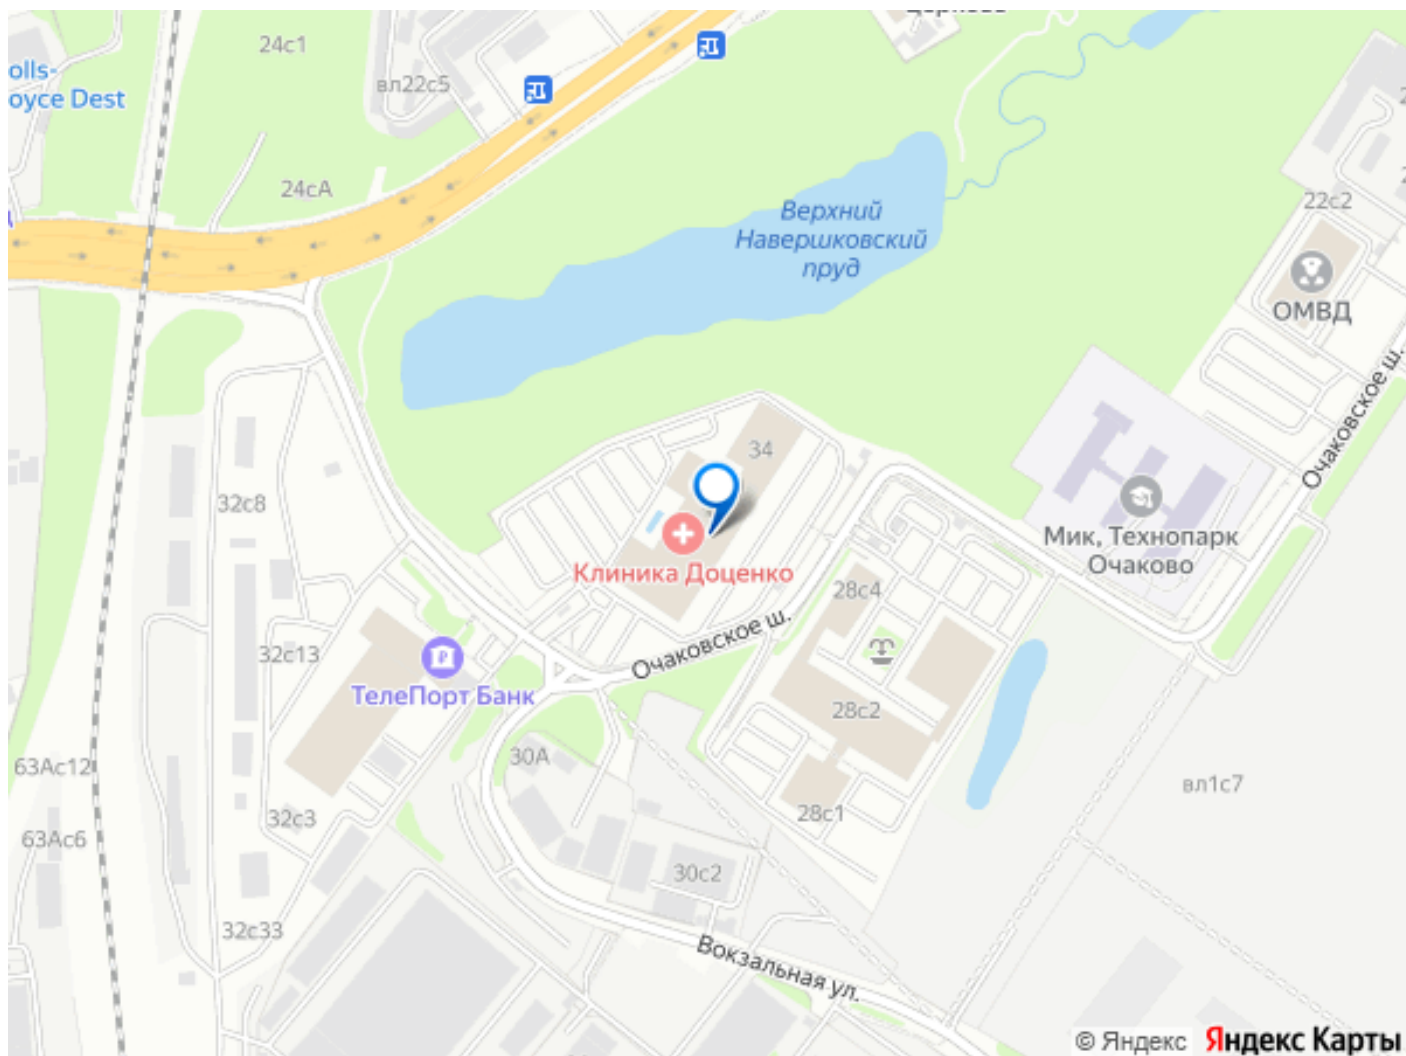 24с1
olls-
oyce Dest
вл22с5
24сА
22с2
Верхний
Навершковский
пруд
ОМВД
Очаковское ш.
34
32с8
Мик, Технопарк
Очаково
Клиника Доценко
28с4
Очаковское ш.
32с13
ТелеПорт Банк
28с2
30А
63Ас12
вл1с7
28с1
32с3
63Ас6
30с2
32с33
Вокзальная ул.
© Яндекс Яндекс Карты